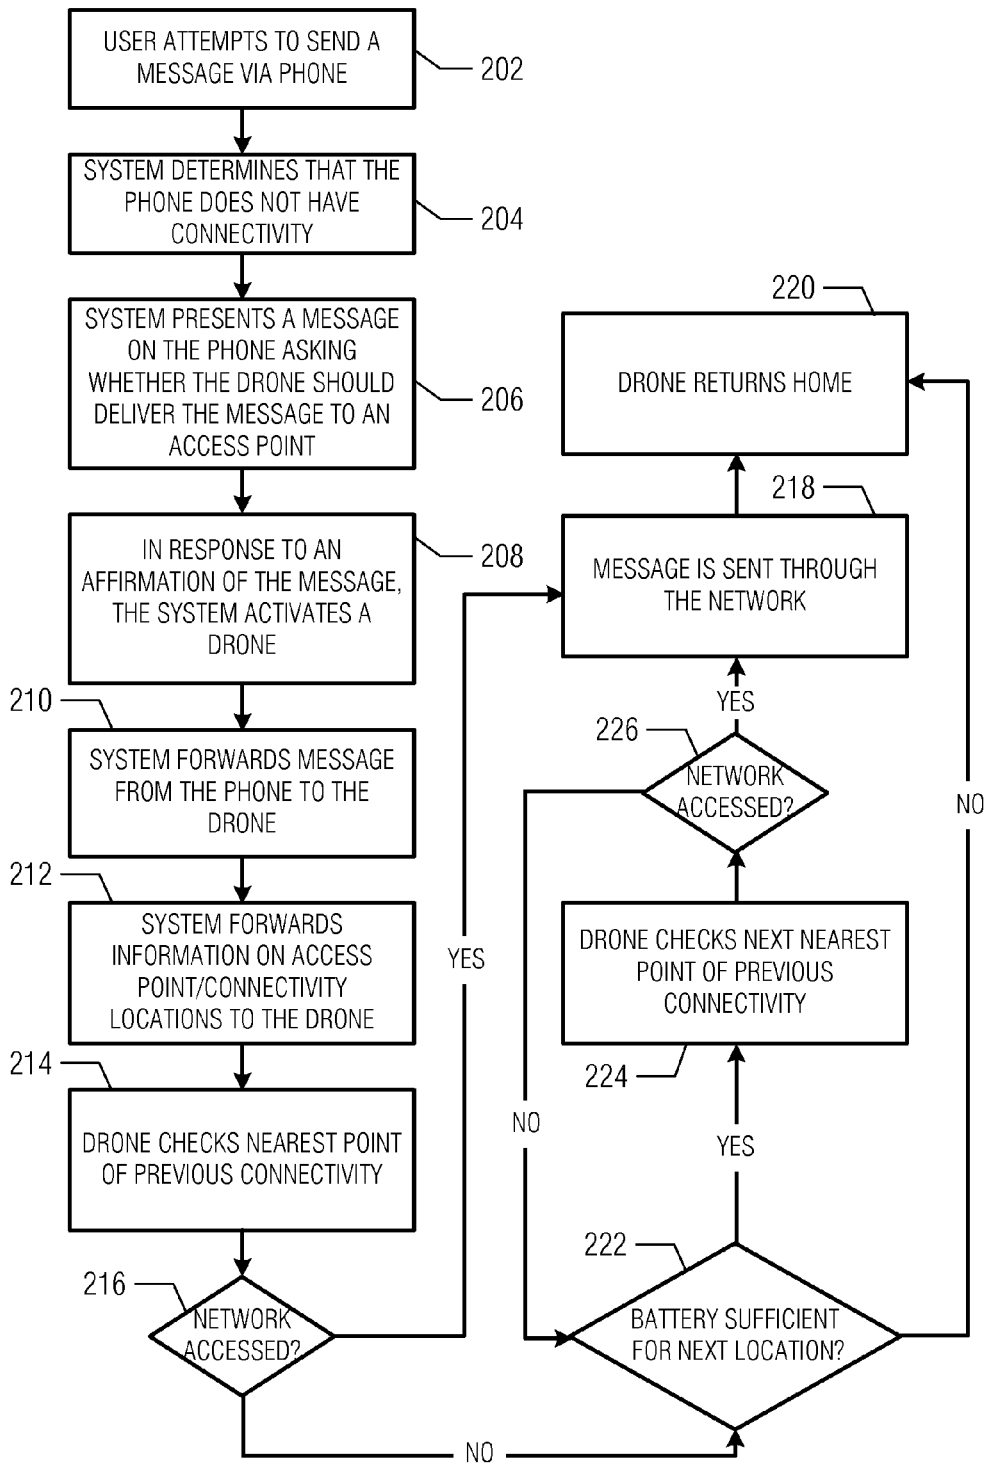 USER ATTEMPTS TO SEND A
MESSAGE VIA PHONE
202
SYSTEM DETERMINES THAT THE
PHONE DOES NOT HAVE
CONNECTIVITY
204
SYSTEM PRESENTS A MESSAGE
ON THE PHONE ASKING
WHETHER THE DRONE SHOULD
DELIVER THE MESSAGE TO AN
ACCESS POINT
206
IN RESPONSE TO AN
AFFIRMATION OF THE MESSAGE,
THE SYSTEM ACTIVATES A
DRONE
208
210
SYSTEM FORWARDS MESSAGE
FROM THE PHONE TO THE
DRONE
212
SYSTEM FORWARDS
INFORMATION ON ACCESS
POINT/CONNECTIVITY
LOCATIONS TO THE DRONE
214
DRONE CHECKS NEAREST POINT
OF PREVIOUS CONNECTIVITY
216
NETWORK
ACCESSED?
YES
NO
220
DRONE RETURNS HOME
218
MESSAGE IS SENT THROUGH
THE NETWORK
YES
226
NETWORK
ACCESSED?
NO
DRONE CHECKS NEXT NEAREST
POINT OF PREVIOUS
CONNECTIVITY
224
NO
YES
222
BATTERY SUFFICIENT
FOR NEXT LOCATION?